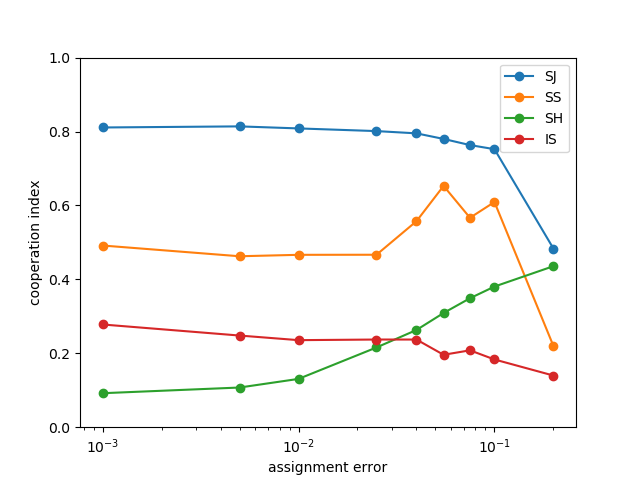 1.0
0.8
0.6
0.4
0.2
0.0
cooperation index
10⁻³
10⁻²
10⁻¹
assignment error
SJ
SS
SH
IS